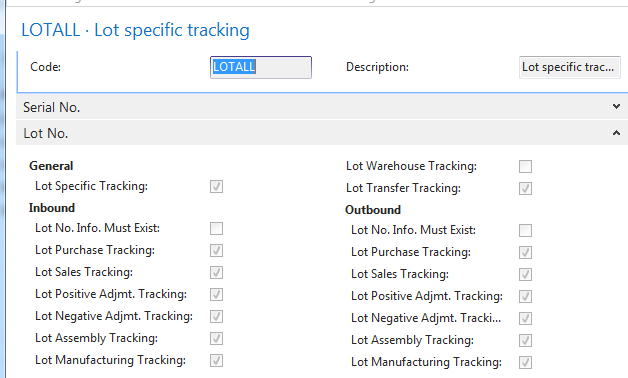 LOTALL · Lot specific tracking
Code: LOTALL Description: Lot specific trac...
Serial No.
Lot No.
General
Lot Specific Tracking:
Lot Warehouse Tracking:
Lot Transfer Tracking:
Inbound
Lot No. Info. Must Exist:
Lot Purchase Tracking:
Lot Sales Tracking:
Lot Positive Adjmt. Tracking:
Lot Negative Adjmt. Tracking:
Lot Assembly Tracking:
Lot Manufacturing Tracking:
Outbound
Lot No. Info. Must Exist:
Lot Purchase Tracking:
Lot Sales Tracking:
Lot Positive Adjmt. Tracking:
Lot Negative Adjmt. Tracki...
Lot Assembly Tracking:
Lot Manufacturing Tracking: